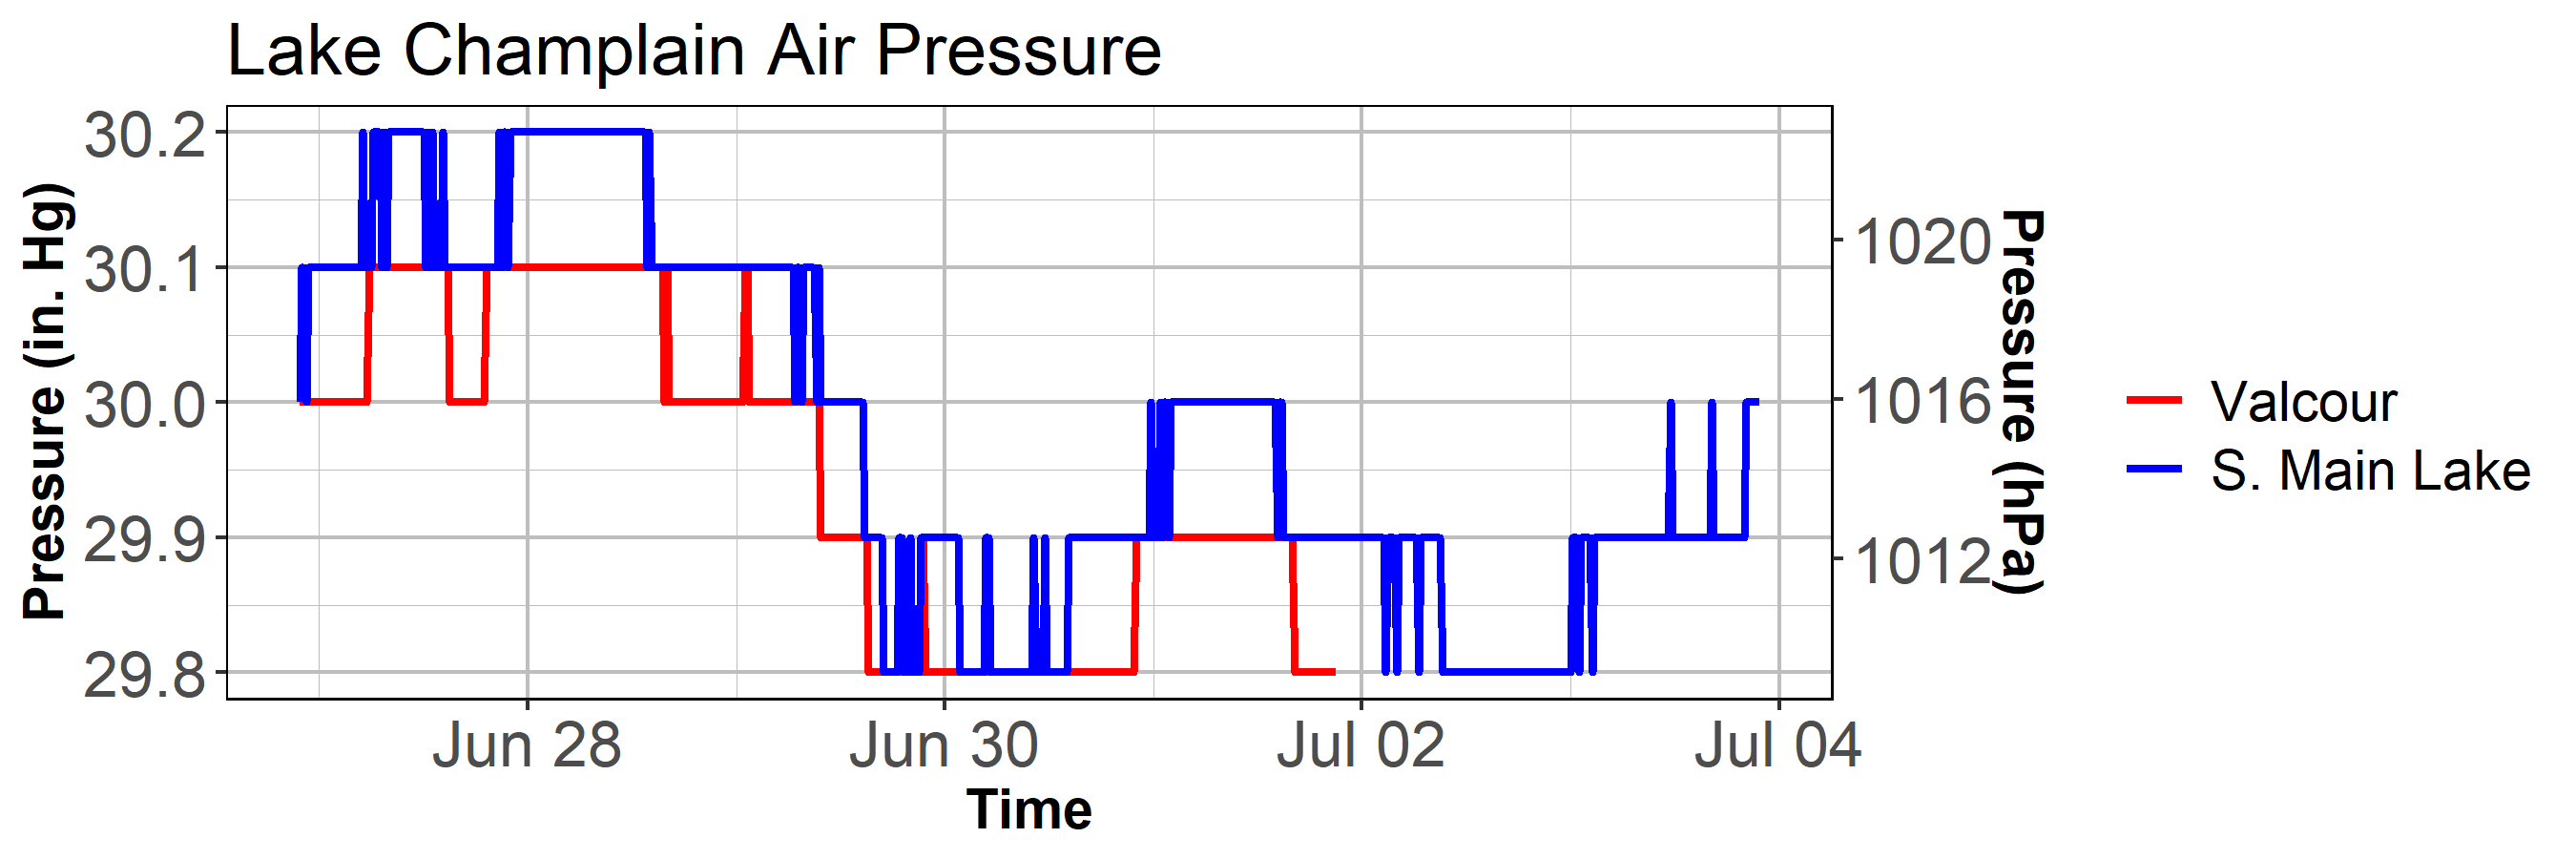 Lake Champlain Air Pressure
30.2
30.1
30.0
29.9
29.8
Pressure (in. Hg)
1020
1016
1012
Pressure (hPa)
Jun 28
Jun 30
Jul 02
Jul 04
Time
Valcour
S. Main Lake